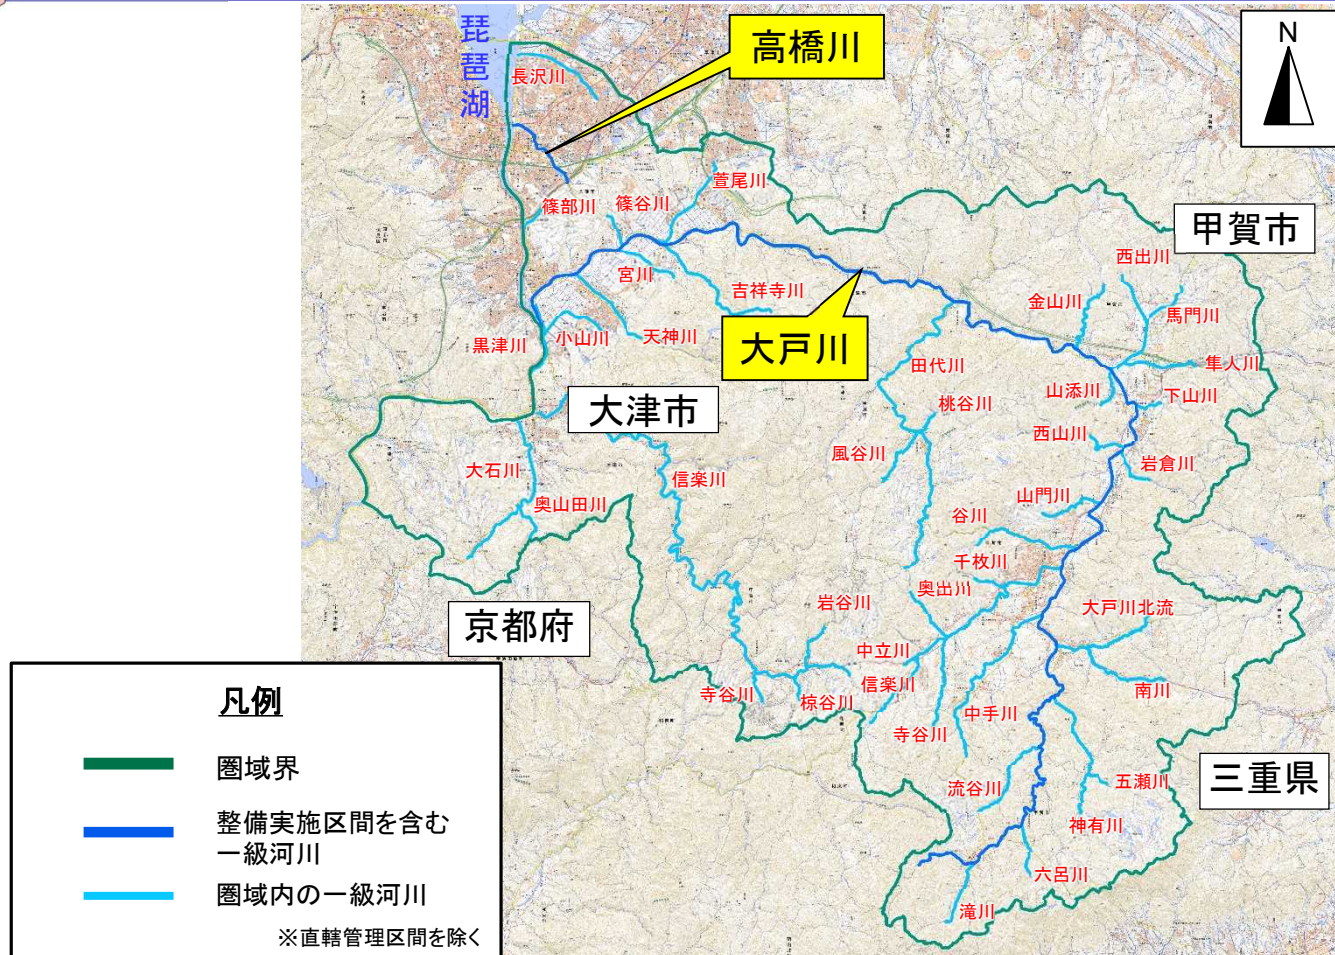 琵琶湖
高橋川
N
長沢川
萱尾川
篠部川
篠谷川
甲賀市
西出川
宮川
吉祥寺川
金山川
馬門川
黒津川
小山川
天神川
大戸川
田代川
隼人川
山添川
下山川
大津市
桃谷川
西山川
風谷川
岩倉川
大石川
信楽川
奥山田川
山門川
谷川
千枚川
奥出川
岩谷川
大戸川北流
京都府
中立川
信楽川
寺谷川
椋谷川
南川
中手川
寺谷川
三重県
流谷川
五瀬川
神有川
六呂川
滝川
凡例
圏域界
整備実施区間を含む
一級河川
圏域内の一級河川
※直轄管理区間を除く